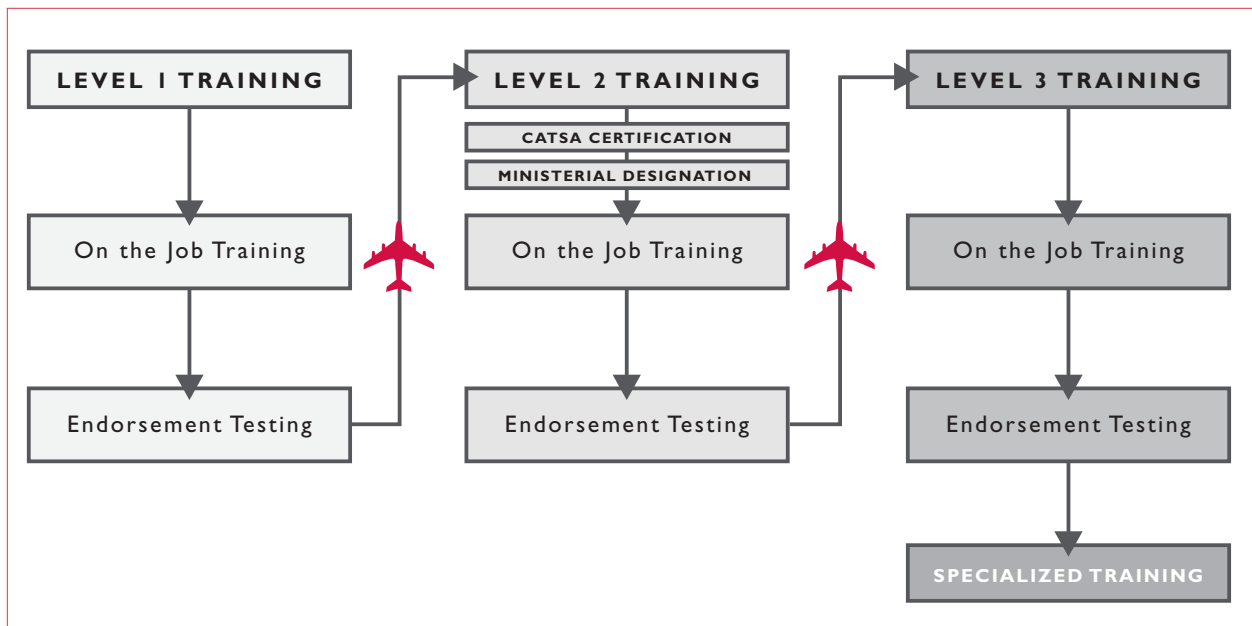 LEVEL 1 TRAINING
On the Job Training
Endorsement Testing
LEVEL 2 TRAINING
CATSA CERTIFICATION
MINISTERIAL DESIGNATION
On the Job Training
Endorsement Testing
LEVEL 3 TRAINING
On the Job Training
Endorsement Testing
SPECIALIZED TRAINING